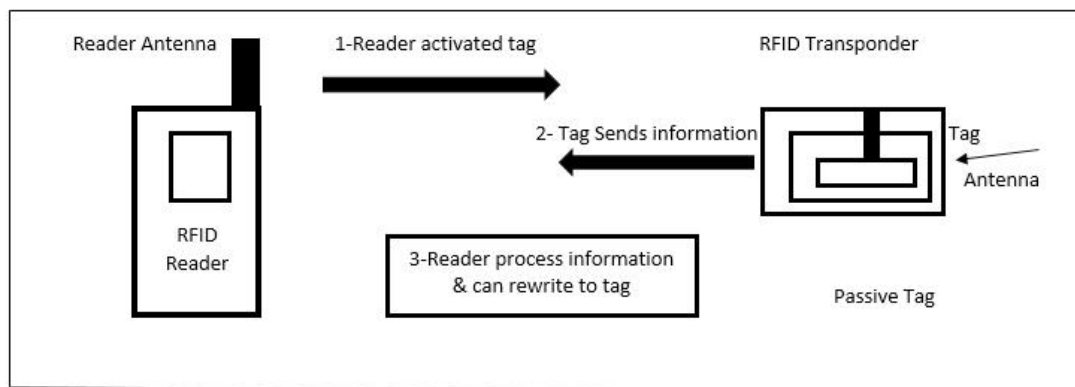 Reader Antenna
1-Reader activated tag
RFID Transponder
2- Tag Sends information
Tag
Antenna
RFID
Reader
3-Reader process information
& can rewrite to tag
Passive Tag